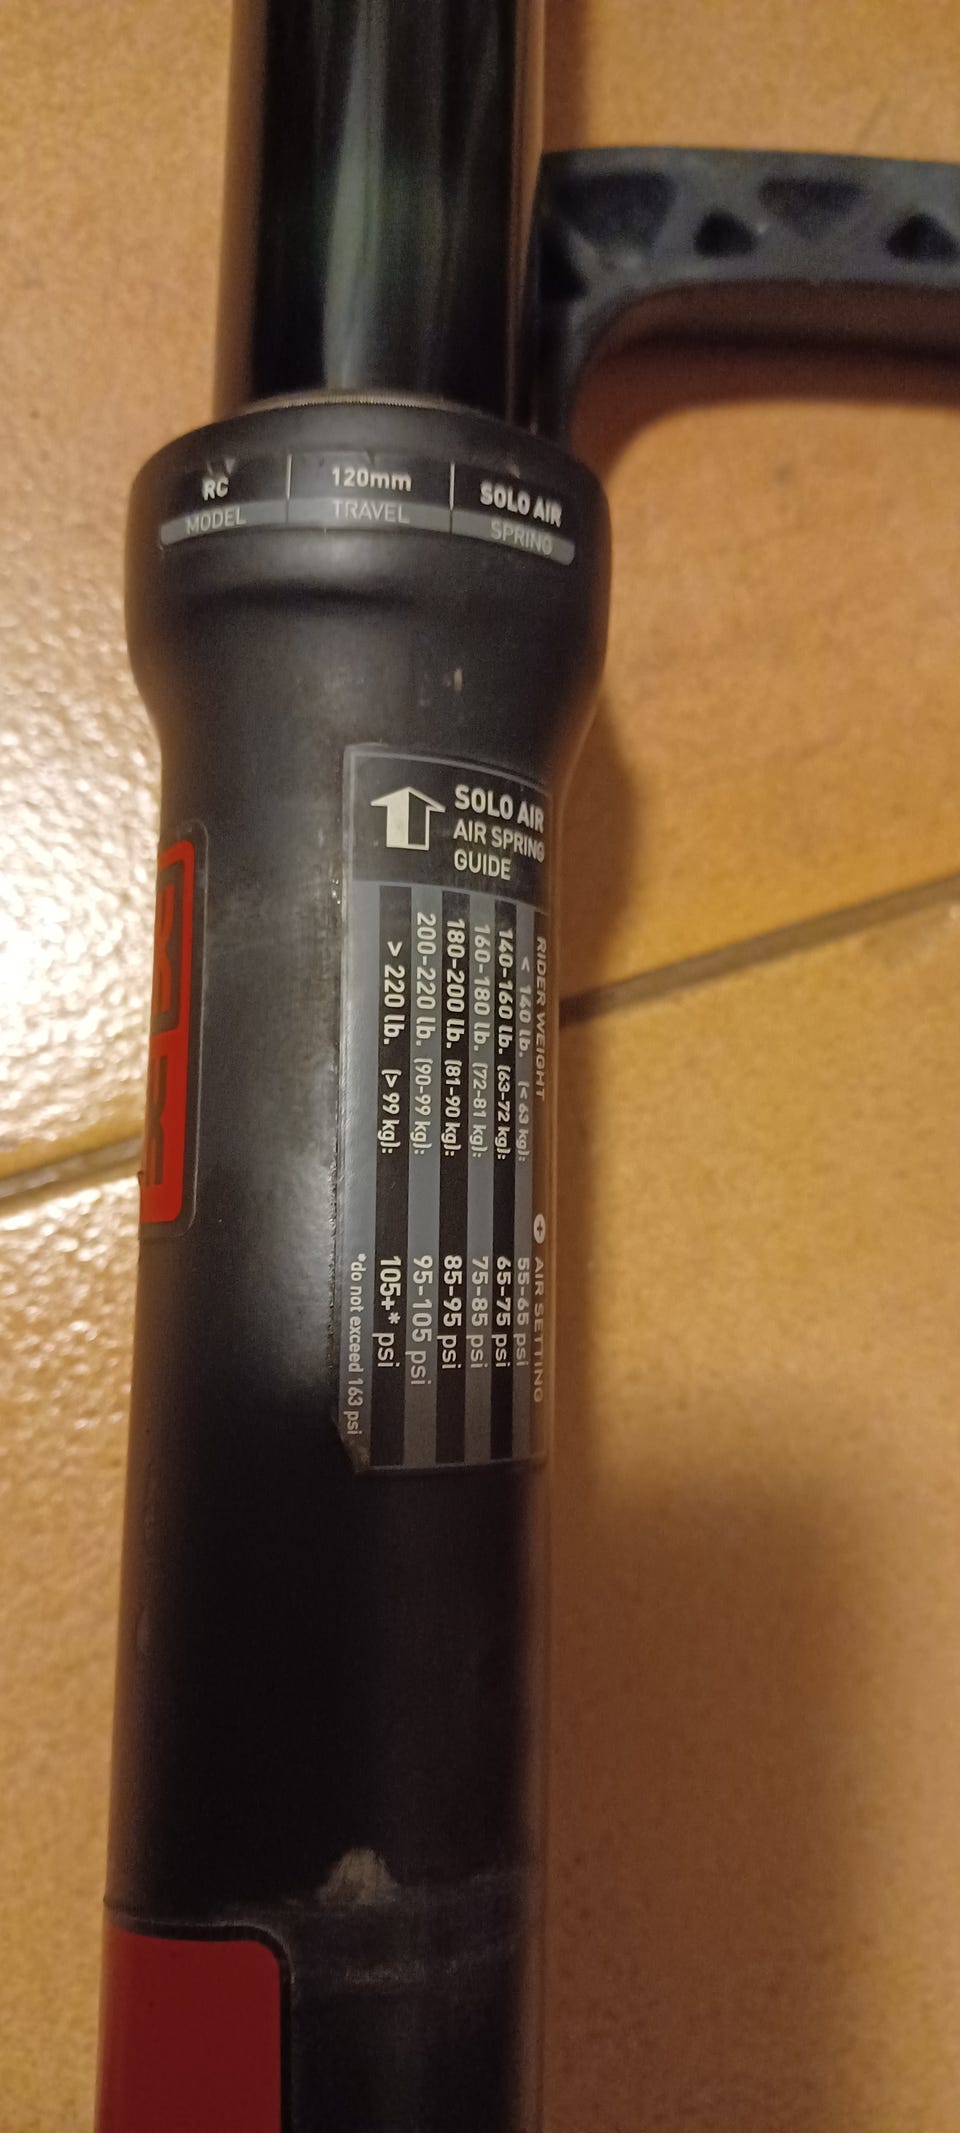 RC
MODEL
120mm
TRAVEL
SOLO AIR
SPRING
SOLO AIR
AIR SPRING
GUIDE
RIDER WEIGHT + AIR SETTING
< 140 lb. (< 63 kg): 55-65 psi
140-160 lb. (63-72 kg): 65-75 psi
160-180 lb. (72-81 kg): 75-85 psi
180-200 lb. (81-90 kg): 85-95 psi
200-220 lb. (90-99 kg): 95-105 psi
> 220 lb. (> 99 kg): 105+* psi
*do not exceed 163 psi